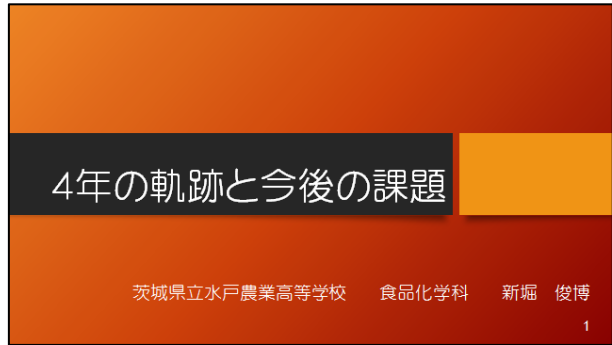 4年の軌跡と今後の課題
茨城県立水戸農業高等学校　食品化学科　新堀　俊博
1